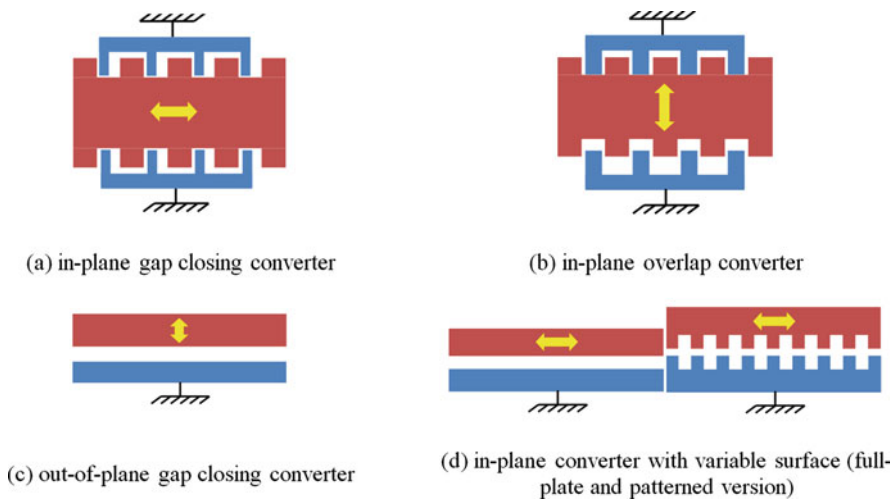 (a) in-plane gap closing converter
(b) in-plane overlap converter
(c) out-of-plane gap closing converter
(d) in-plane converter with variable surface (full-
plate and patterned version)